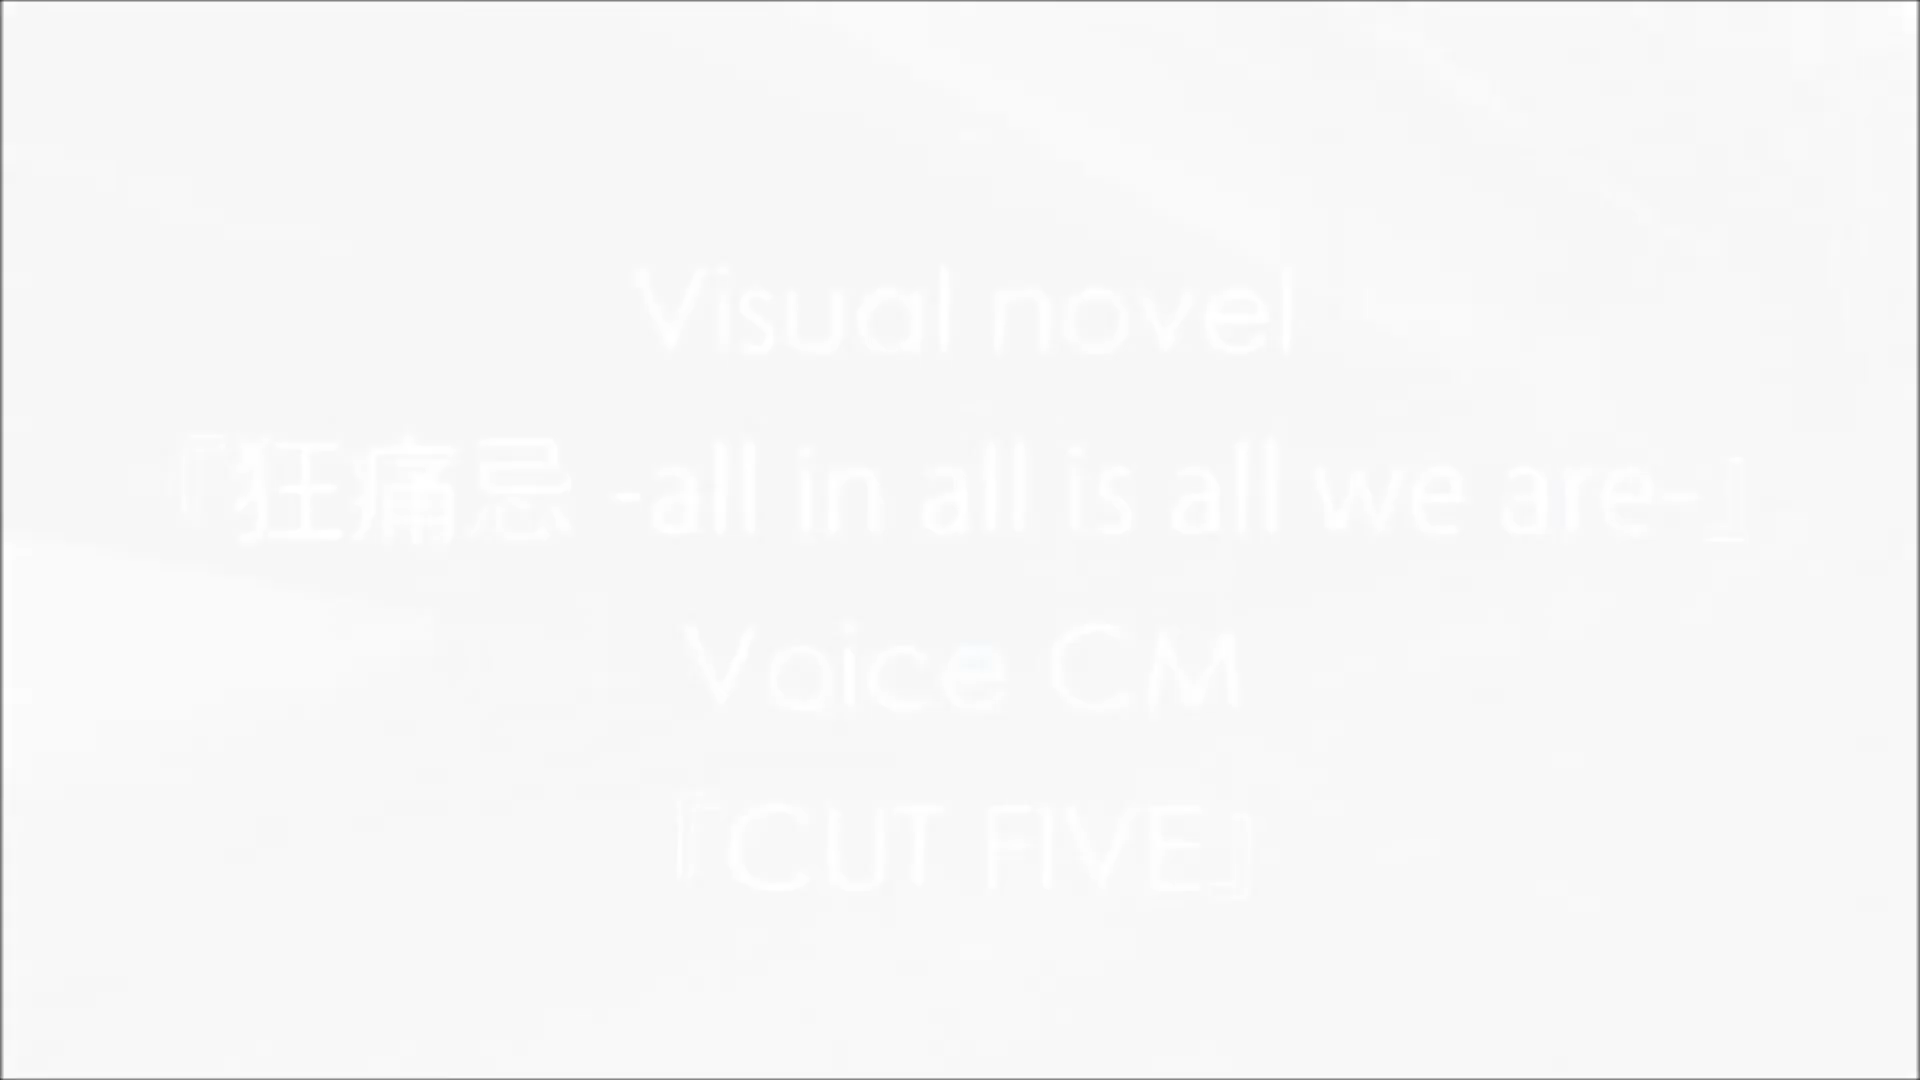 Visual novel
『狂痛忌 -all in all is all we are-』
Voice CM
『CUT FIVE』